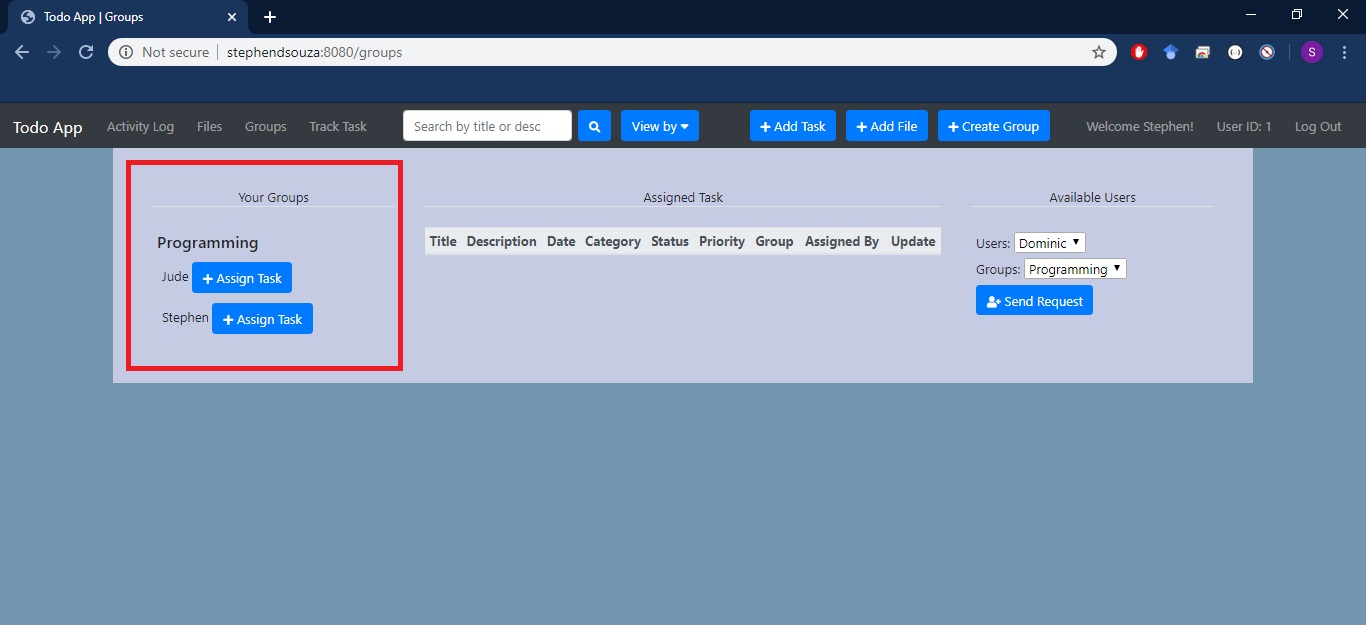 Todo App | Groups
Not secure | stephendsouza:8080/groups
S
Todo App Activity Log Files Groups Track Task Search by title or desc View by Add Task Add File Create Group Welcome Stephen! User ID: 1 Log Out
Your Groups
Programming
Jude Assign Task
Stephen Assign Task
Assigned Task
Title Description Date Category Status Priority Group Assigned By Update
Available Users
Users: Dominic
Groups: Programming
Send Request